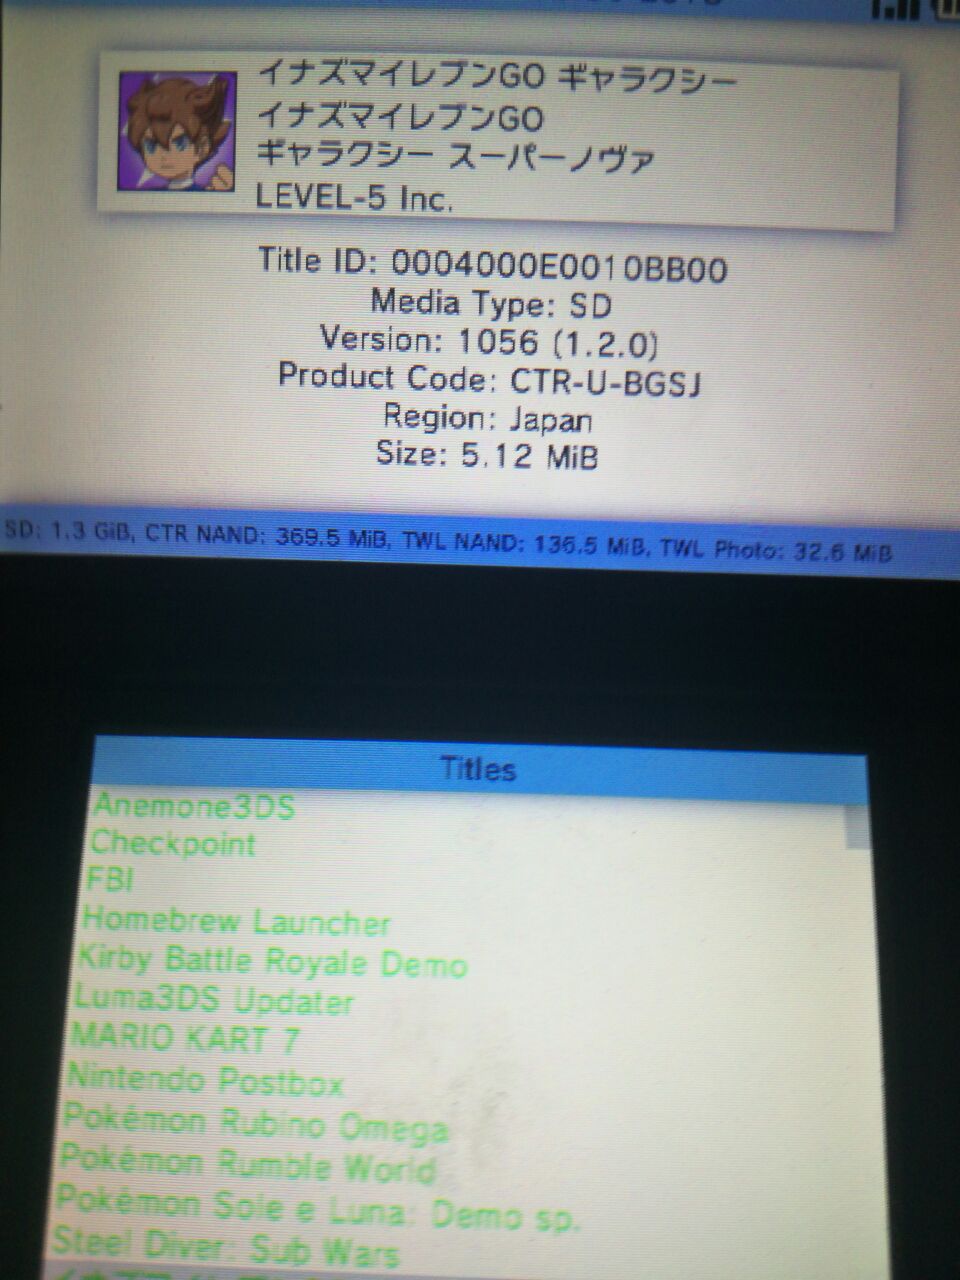 イナズマイレブンGO ギャラクシー
イナズマイレブンGO
ギャラクシー スーパーノヴァ
LEVEL-5 Inc.
Title ID: 0004000E0010BB00
Media Type: SD
Version: 1056 (1.2.0)
Product Code: CTR-U-BGSJ
Region: Japan
Size: 5.12 MiB
SD: 1.3 GiB, CTR NAND: 369.5 MiB, TWL NAND: 136.5 MiB, TWL Photo: 32.6 MiB
Titles
Anemone3DS
Checkpoint
FBI
Homebrew Launcher
Kirby Battle Royale Demo
Luma3DS Updater
MARIO KART 7
Nintendo Postbox
Pokémon Rubino Omega
Pokémon Rumble World
Pokémon Sole e Luna: Demo sp.
Steel Diver: Sub Wars